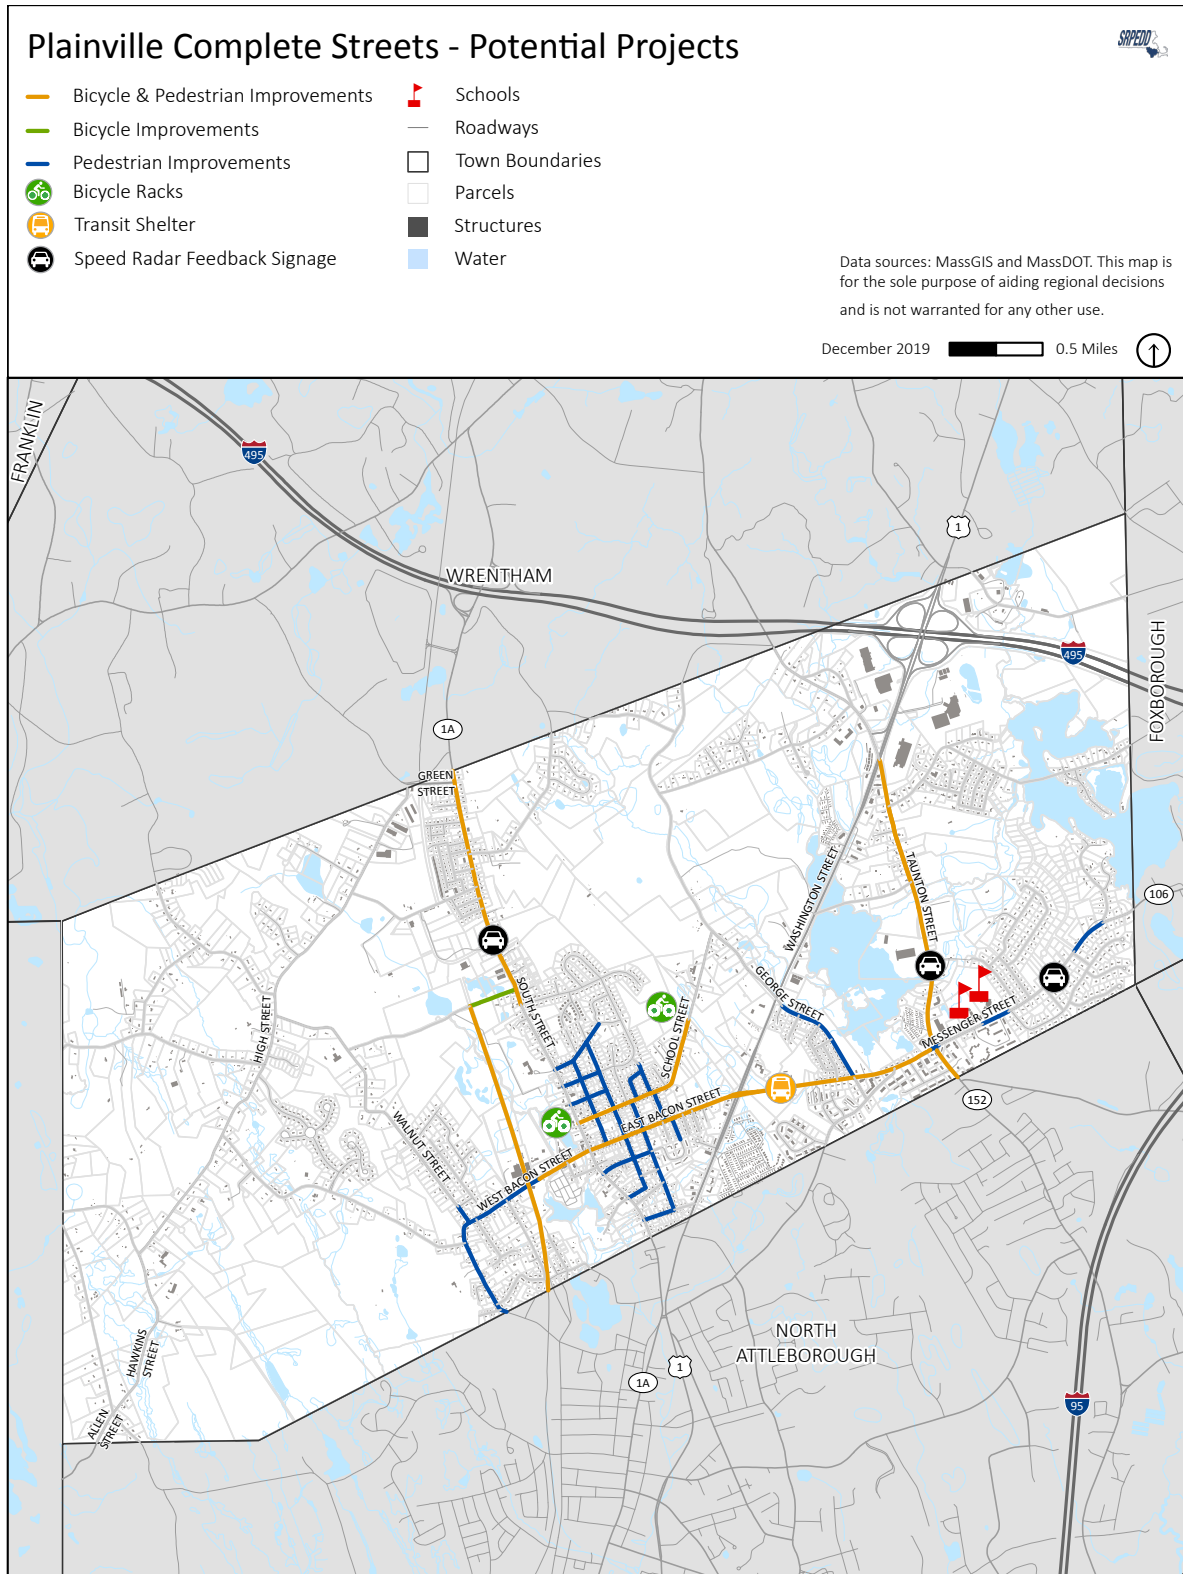 Plainville Complete Streets - Potential Projects
SRPEDD
Bicycle & Pedestrian Improvements
Bicycle Improvements
Pedestrian Improvements
Bicycle Racks
Transit Shelter
Speed Radar Feedback Signage
Schools
Roadways
Town Boundaries
Parcels
Structures
Water
Data sources: MassGIS and MassDOT. This map is
for the sole purpose of aiding regional decisions
and is not warranted for any other use.
December 2019
0.5 Miles
FRANKLIN
495
1
WRENTHAM
495
FOXBOROUGH
1A
GREEN
STREET
WASHINGTON STREET
TAUNTON STREET
106
HIGH STREET
SOUTH STREET
GEORGE STREET
SCHOOL STREET
MESSENGER STREET
152
WALNUT STREET
EAST BACON STREET
WEST BACON STREET
HAWKINS
STREET
ALLEN
STREET
NORTH
ATTLEBOROUGH
1
1A
95